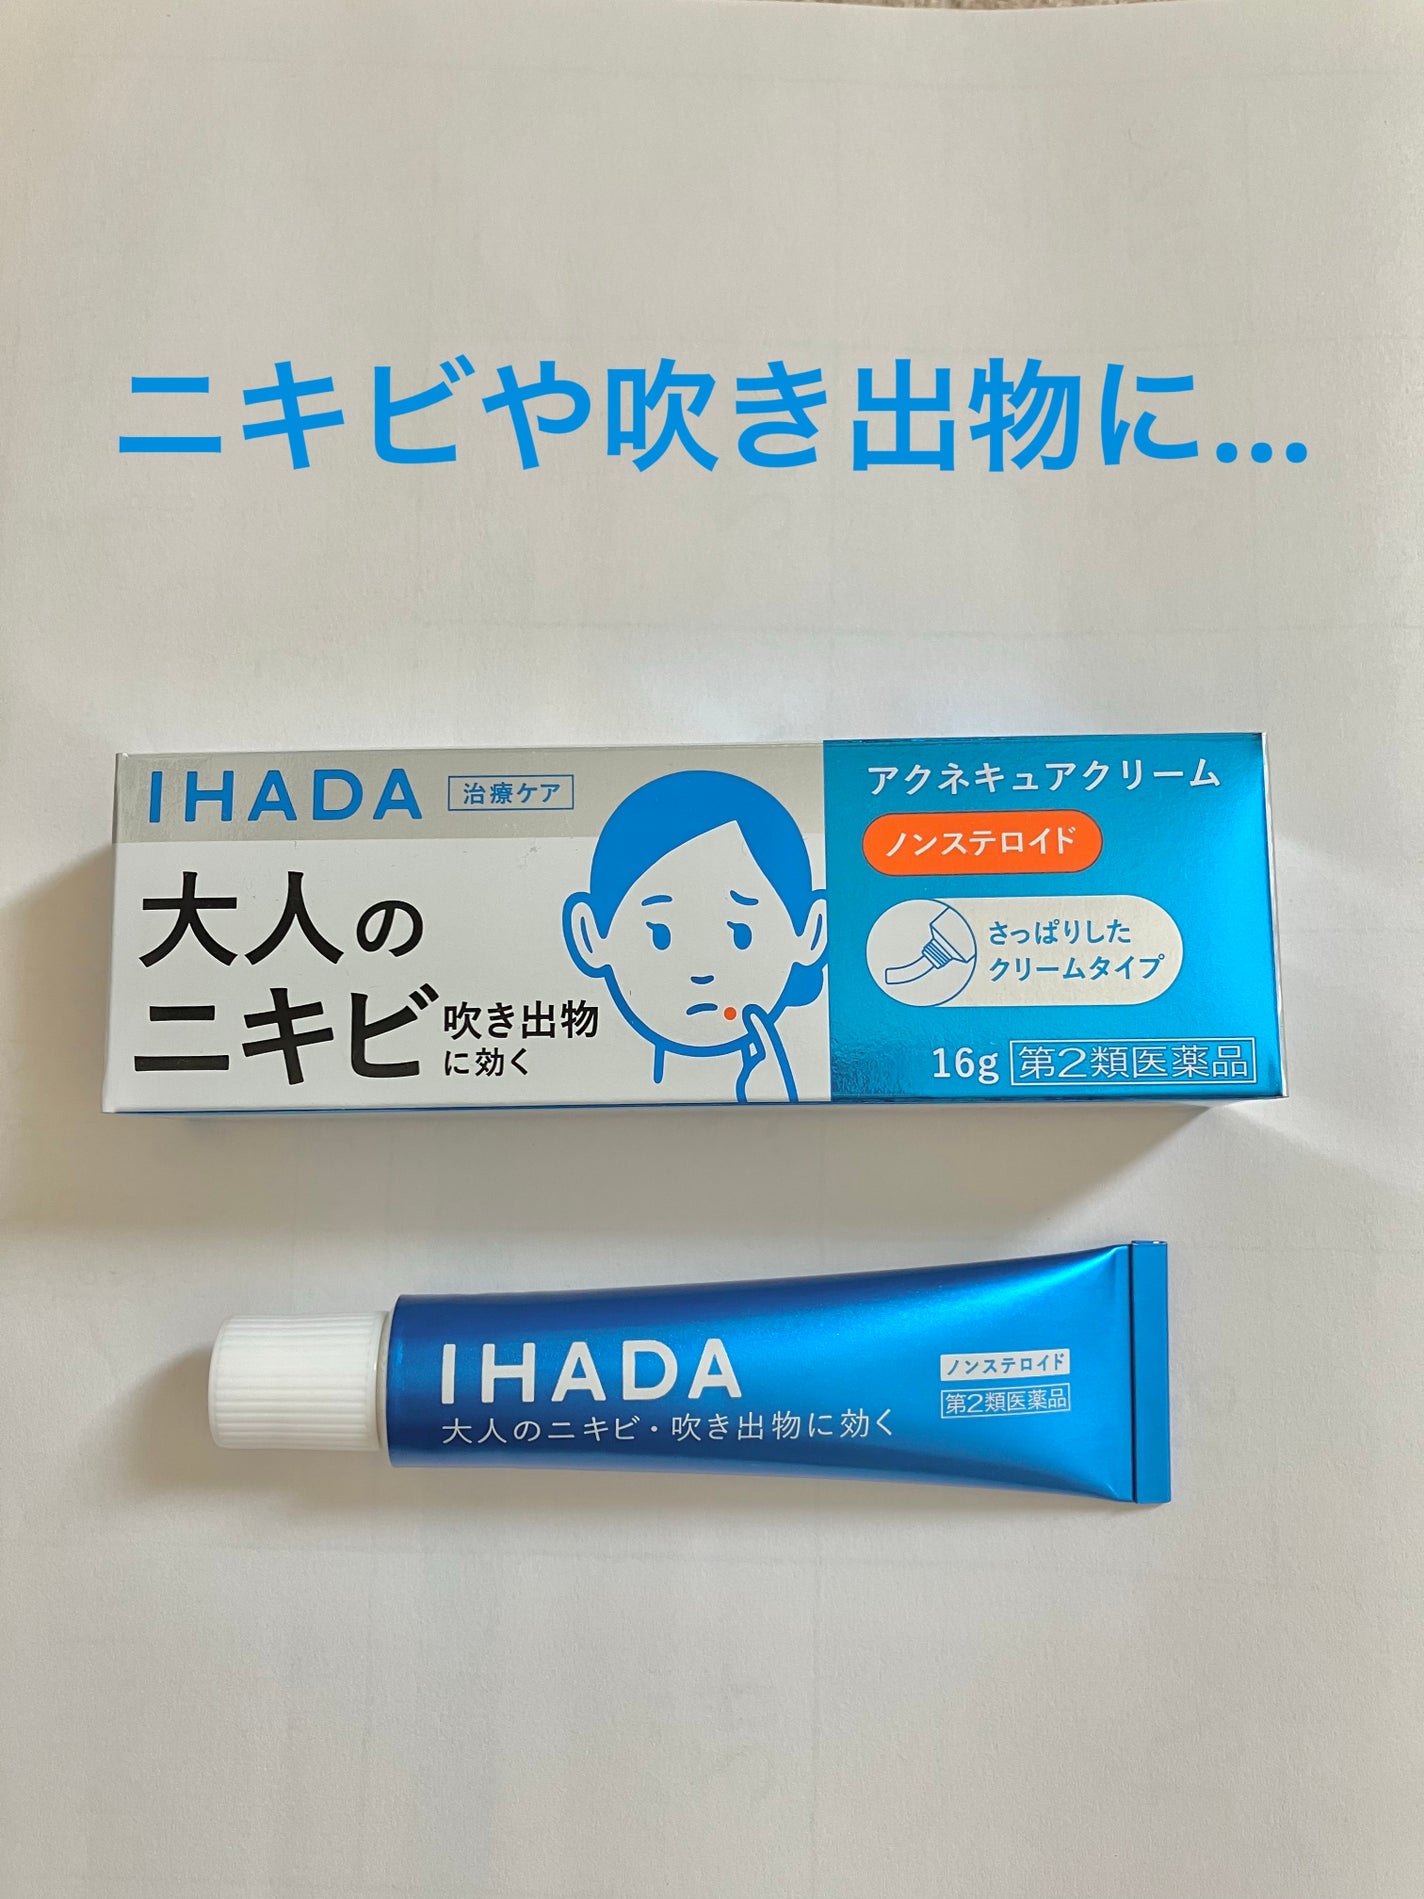 ニキビや吹き出物に...
IHADA 治療ケア
大人の
ニキビ 吹き出物
に効く
アクネキュアクリーム
ノンステロイド
さっぱりした
クリームタイプ
16g 第2類医薬品
IHADA
大人のニキビ・吹き出物に効く
ノンステロイド
第2類医薬品